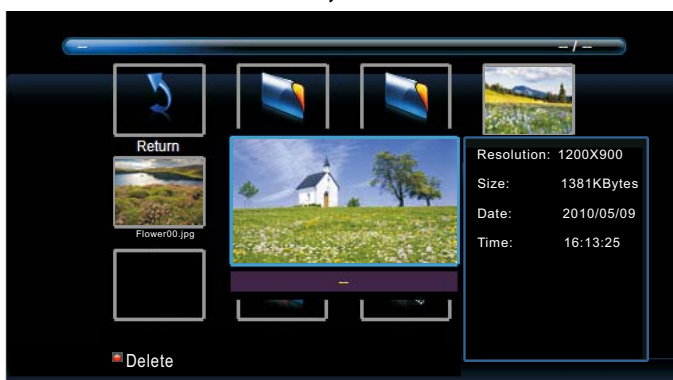 --
-- / --
Return
Resolution: 1200X900
Size: 1381KBytes
Date: 2010/05/09
Time: 16:13:25
Flower00.jpg
--
Delete